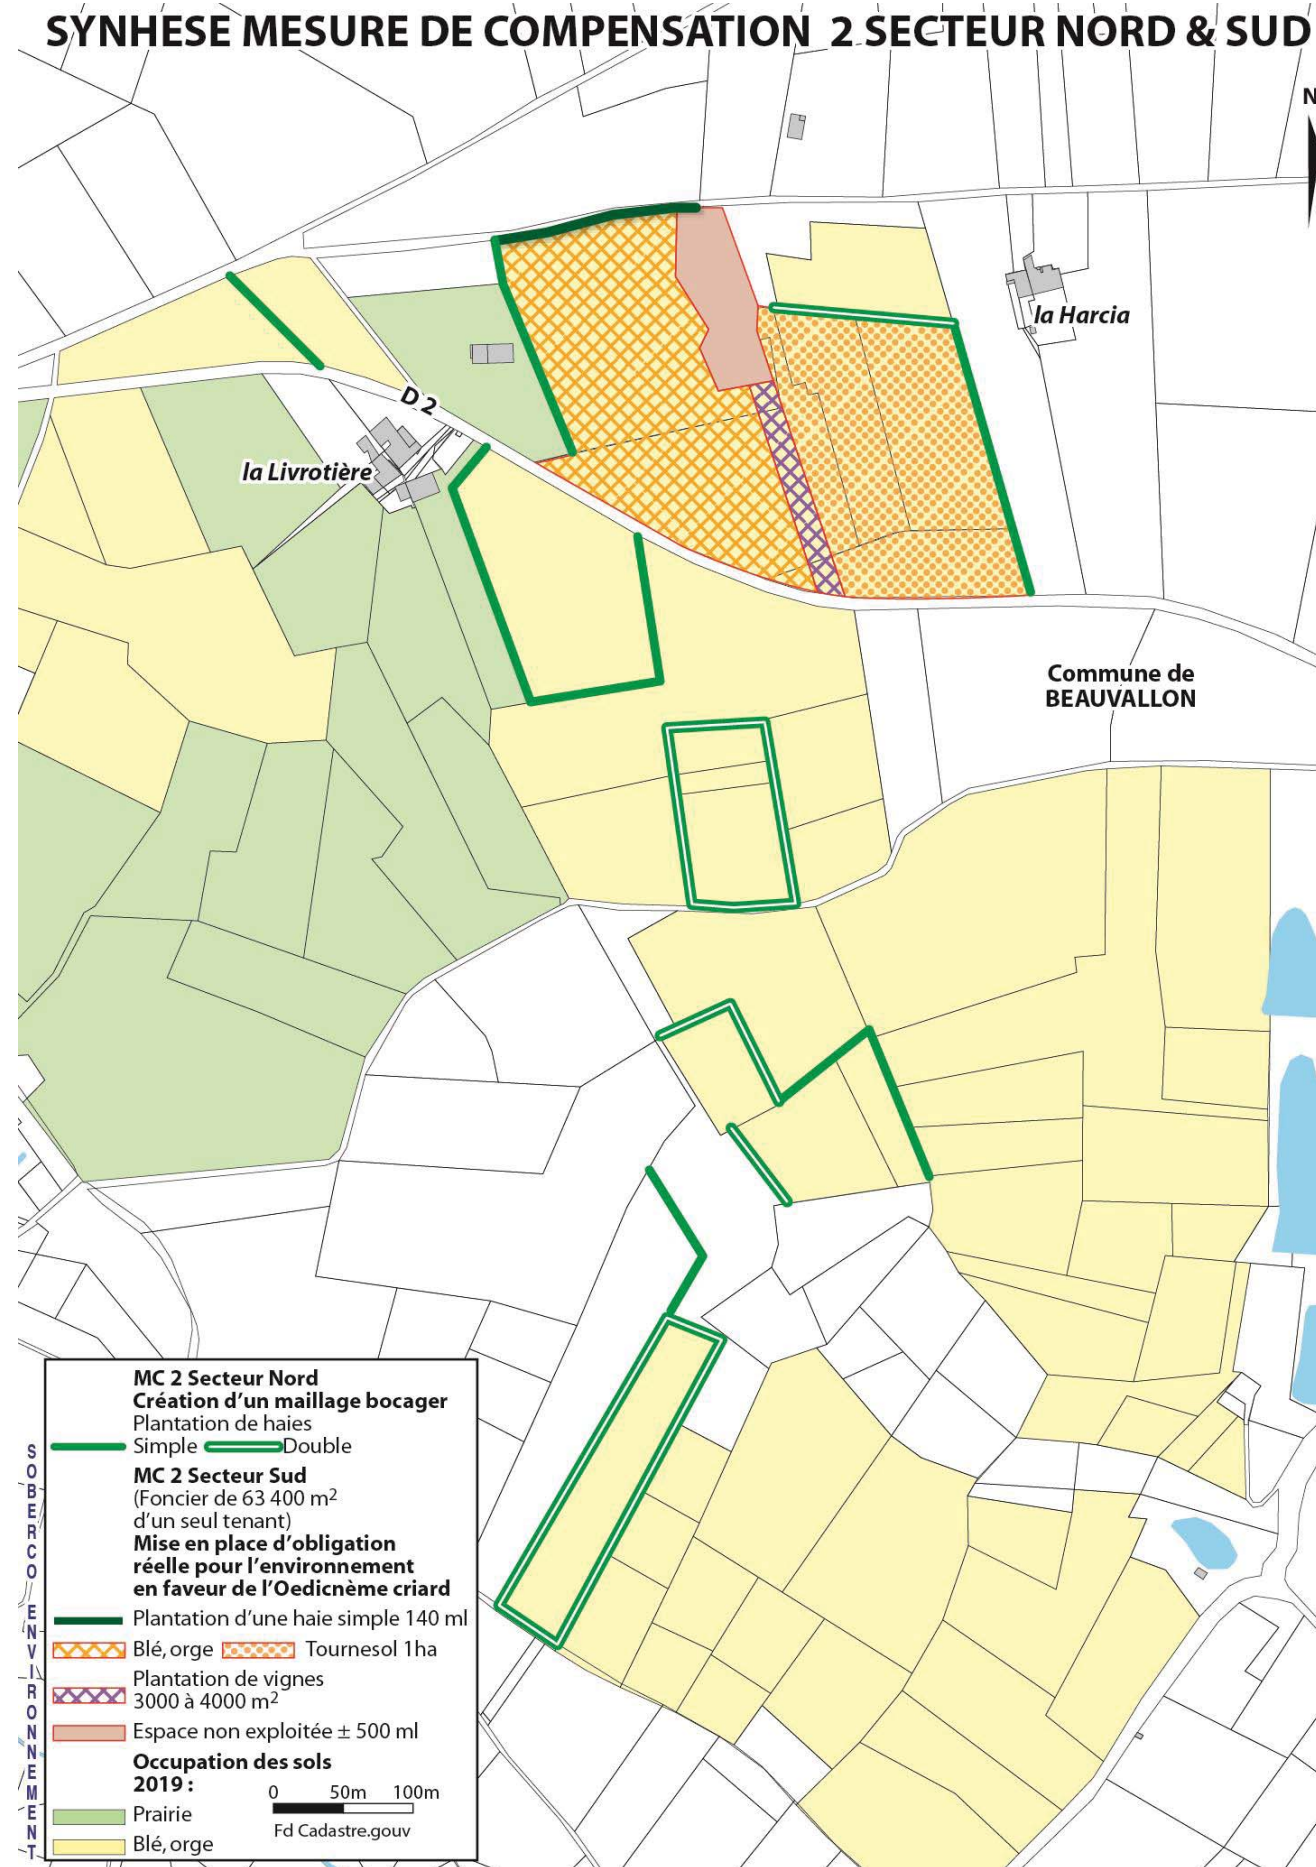 SYNHESE MESURE DE COMPENSATION 2 SECTEUR NORD & SUD
N
la Harcia
D 2
la Livrotière
Commune de
BEAUVALLON
MC 2 Secteur Nord
Création d'un maillage bocager
Plantation de haies
Simple Double
MC 2 Secteur Sud
(Foncier de 63 400 m²
d'un seul tenant)
Mise en place d'obligation
réelle pour l'environnement
en faveur de l'Oedicnème criard
Plantation d'une haie simple 140 ml
Blé, orge Tournesol 1ha
Plantation de vignes
3000 à 4000 m²
Espace non exploitée ± 500 ml
Occupation des sols
2019 :
0 50m 100m
Prairie
Fd Cadastre.gouv
Blé, orge
SOBERCO ENVIRONNEMENT